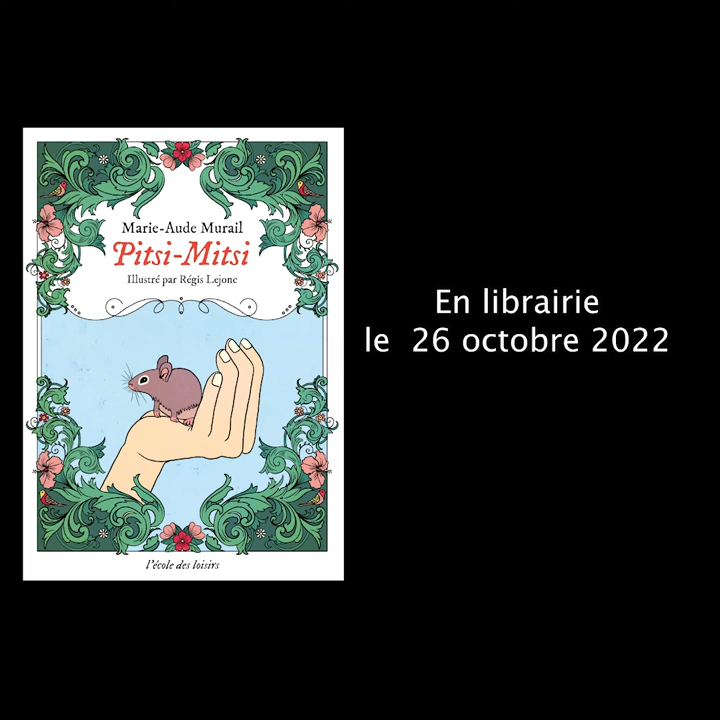 Marie-Aude Murail
Pitsi-Mitsi
Illustré par Régis Lejonc
l'école des loisirs
En librairie
le 26 octobre 2022